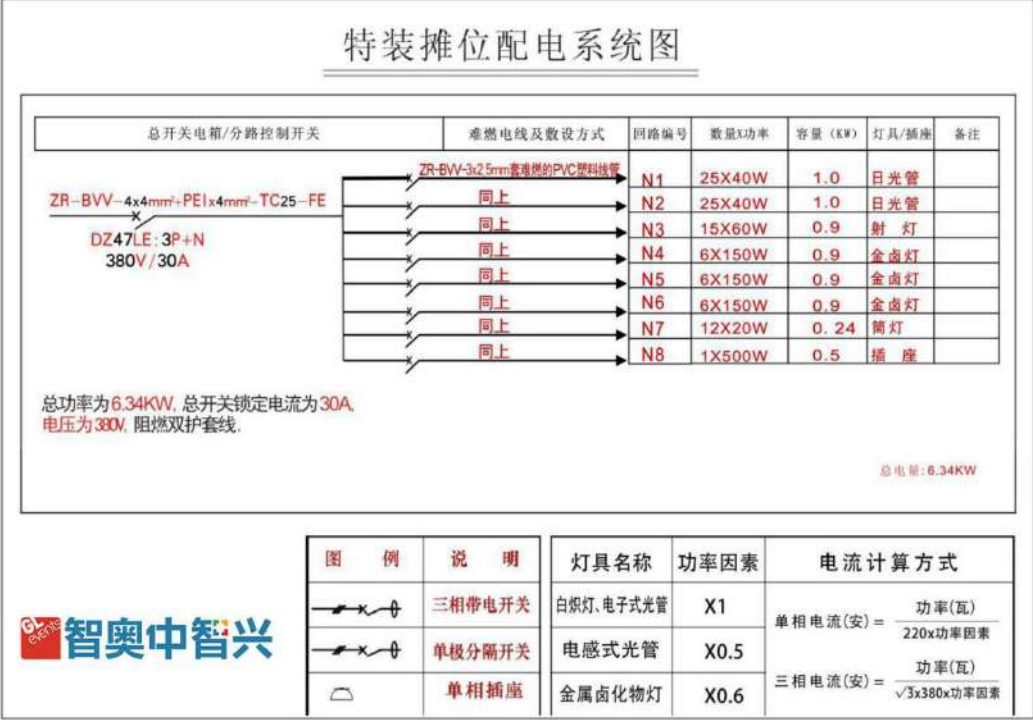 特装摊位配电系统图
总开关电箱/分路控制开关 难燃电线及敷设方式 回路编号 数量X功率 容量（KW） 灯具/插座 备注
ZR-BVV-3x2.5mm套难燃的PVC塑料线管 N1 25X40W 1.0 日光管
同上 N2 25X40W 1.0 日光管
同上 N3 15X60W 0.9 射 灯
同上 N4 6X150W 0.9 金卤灯
同上 N5 6X150W 0.9 金卤灯
同上 N6 6X150W 0.9 金卤灯
同上 N7 12X20W 0. 24 筒灯
同上 N8 1X500W 0.5 插 座
ZR-BVV-4x4mm²+PEIx4mm²-TC25-FE
DZ47LE:3P+N
380V/30A
总功率为6.34KW, 总开关锁定电流为30A,
电压为380V, 阻燃双护套线.
总电量:6.34KW
图 例 说 明
三相带电开关
单极分隔开关
单相插座
灯具名称 功率因素 电流计算方式
白炽灯、电子式光管 X1
电感式光管 X0.5
金属卤化物灯 X0.6
单相电流(安)= 功率(瓦)
220x功率因素
三相电流(安)= 功率(瓦)
√3x380x功率因素
GL events 智奥中智兴